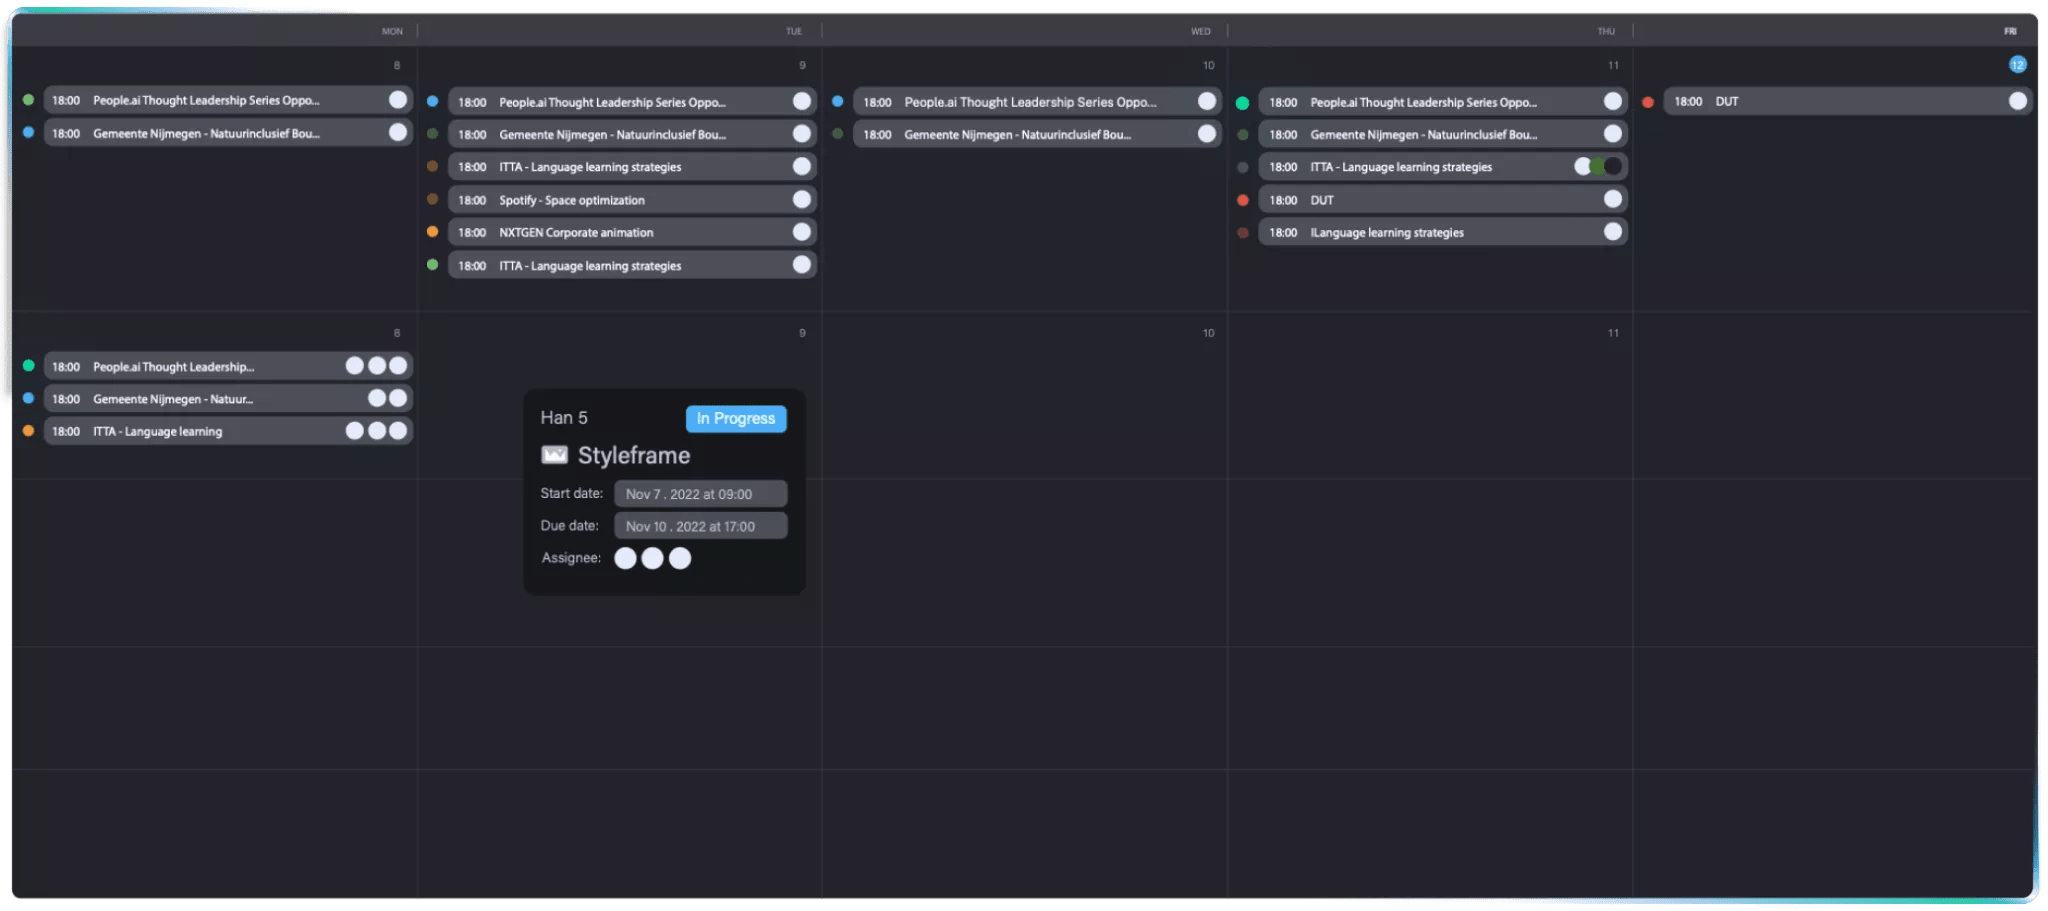 MON
TUE
WED
THU
FRI
8
9
10
11
12
18:00 People.ai Thought Leadership Series Oppo...
18:00 Gemeente Nijmegen - Natuurinclusief Bou...
18:00 People.ai Thought Leadership Series Oppo...
18:00 Gemeente Nijmegen - Natuurinclusief Bou...
18:00 ITTA - Language learning strategies
18:00 Spotify - Space optimization
18:00 NXTGEN Corporate animation
18:00 ITTA - Language learning strategies
18:00 People.ai Thought Leadership Series Oppo...
18:00 Gemeente Nijmegen - Natuurinclusief Bou...
18:00 People.ai Thought Leadership Series Oppo...
18:00 Gemeente Nijmegen - Natuurinclusief Bou...
18:00 ITTA - Language learning strategies
18:00 DUT
18:00 ILanguage learning strategies
18:00 DUT
8
9
10
11
18:00 People.ai Thought Leadership...
18:00 Gemeente Nijmegen - Natuur...
18:00 ITTA - Language learning
Han 5
In Progress
Styleframe
Start date: Nov 7 . 2022 at 09:00
Due date: Nov 10 . 2022 at 17:00
Assignee: